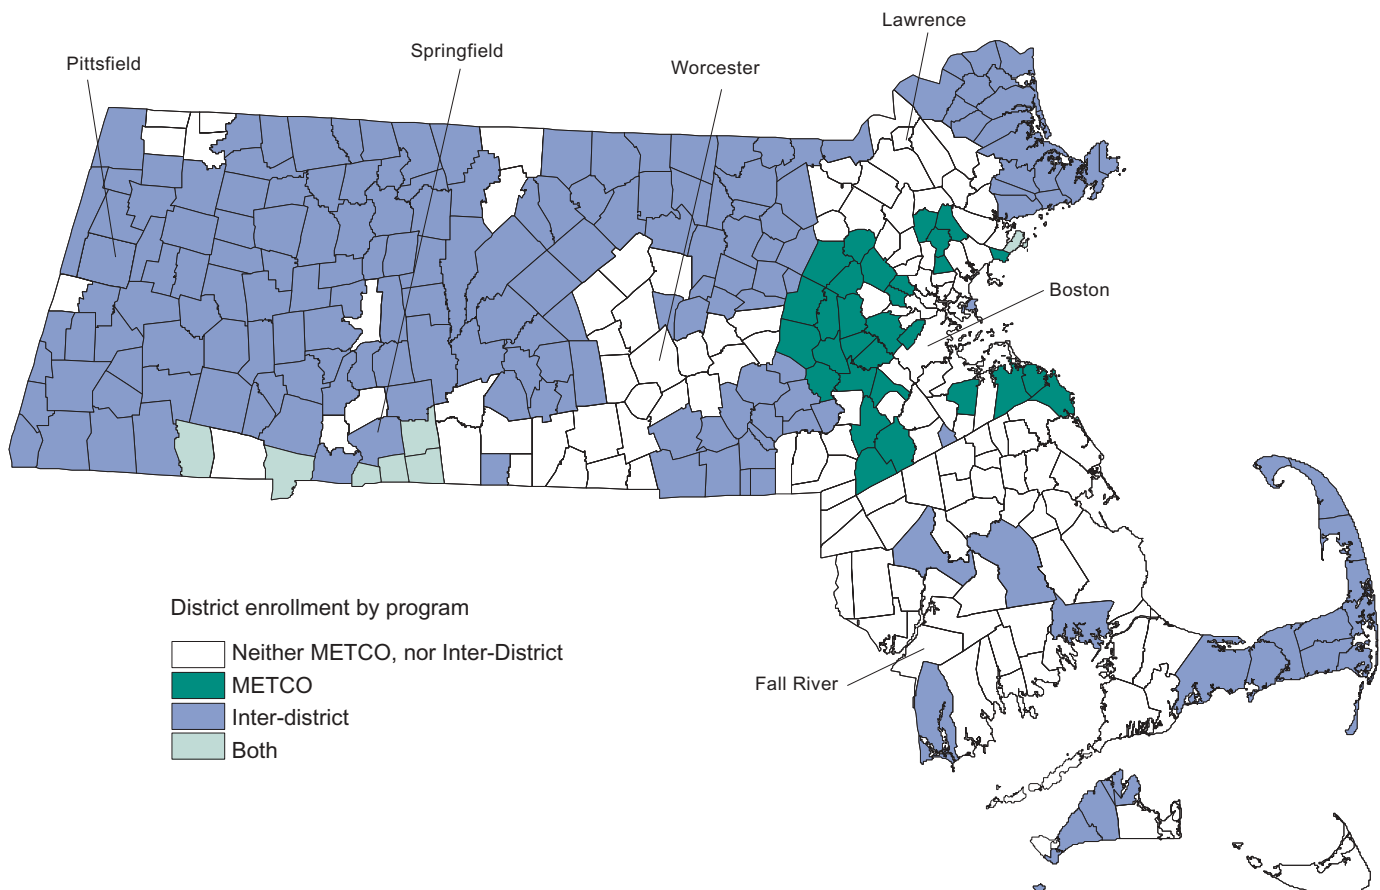 Lawrence
Springfield
Pittsfield
Worcester
Boston
District enrollment by program
Neither METCO, nor Inter-District
METCO
Inter-district
Both
Fall River